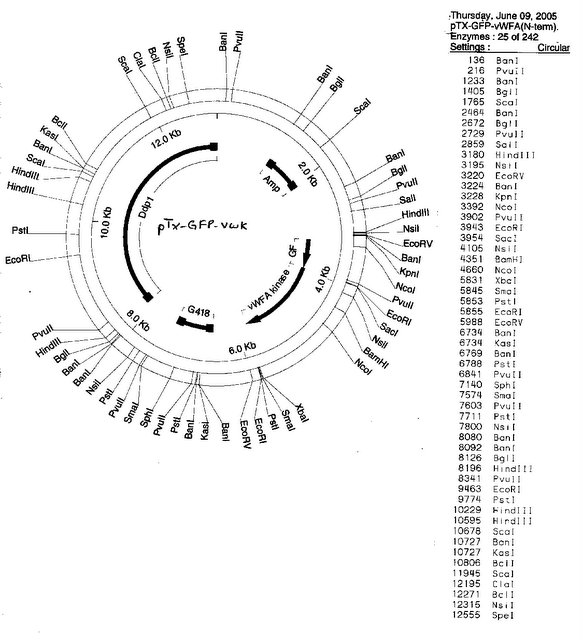 Thursday, June 09, 2005
pTX-GFP-vWFA(N-term).
Enzymes : 25 of 242
Settings : Circular
136 BanI
216 PvuII
1233 BanI
1405 BglI
1765 ScaI
2464 BanI
2672 BglI
2729 PvuII
2859 SalI
3180 HindIII
3195 NsiI
3220 EcoRV
3224 BanI
3228 KpnI
3392 NcoI
3902 PvuII
3943 EcoRI
3954 SacI
4105 NsiI
4351 BamHI
4660 NcoI
5831 XbaI
5845 SmaI
5853 PstI
5855 EcoRI
5988 EcoRV
6734 BanI
6734 KasI
6769 BanI
6788 PstI
6841 PvuII
7140 SphI
7574 SmaI
7603 PvuII
7711 PstI
7800 NsiI
8080 BanI
8092 BanI
8126 BglI
8196 HindIII
8341 PvuII
9463 EcoRI
9774 PstI
10229 HindIII
10595 HindIII
10678 ScaI
10727 BanI
10727 KasI
10806 BclI
11945 ScaI
12195 ClaI
12271 BclI
12315 NsiI
12555 SpeI
BanI
PvuII
BanI
BglI
ScaI
BanI
BglI
PvuII
SalI
HindIII
NsiI
EcoRV
BanI
KpnI
NcoI
PvuII
EcoRI
SacI
NsiI
BamHI
NcoI
XbaI
SmaI
PstI
EcoRI
EcoRV
BanI
KasI
BanI
PstI
PvuII
SphI
SmaI
PvuII
PstI
NsiI
BanI
BanI
BglI
HindIII
PvuII
EcoRI
PstI
HindIII
HindIII
ScaI
BanI
KasI
BclI
ScaI
ClaI
BclI
NsiI
SpeI
12.0 Kb
2.0 Kb
4.0 Kb
6.0 Kb
8.0 Kb
10.0 Kb
Amp
GF
vWFA kinase
G418
Ddp1
pTx-GFP-vwk